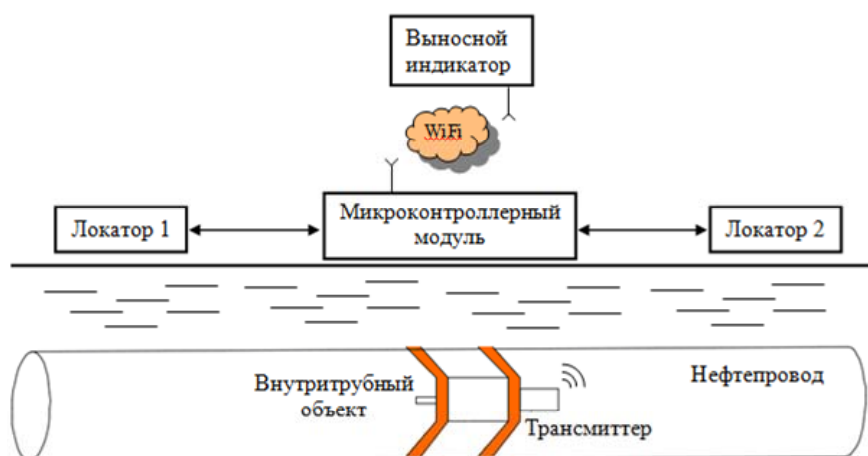 Выносной
индикатор
WiFi
Микроконтроллерный
модуль
Локатор 1
Локатор 2
Внутритрубный
объект
Нефтепровод
Трансмиттер